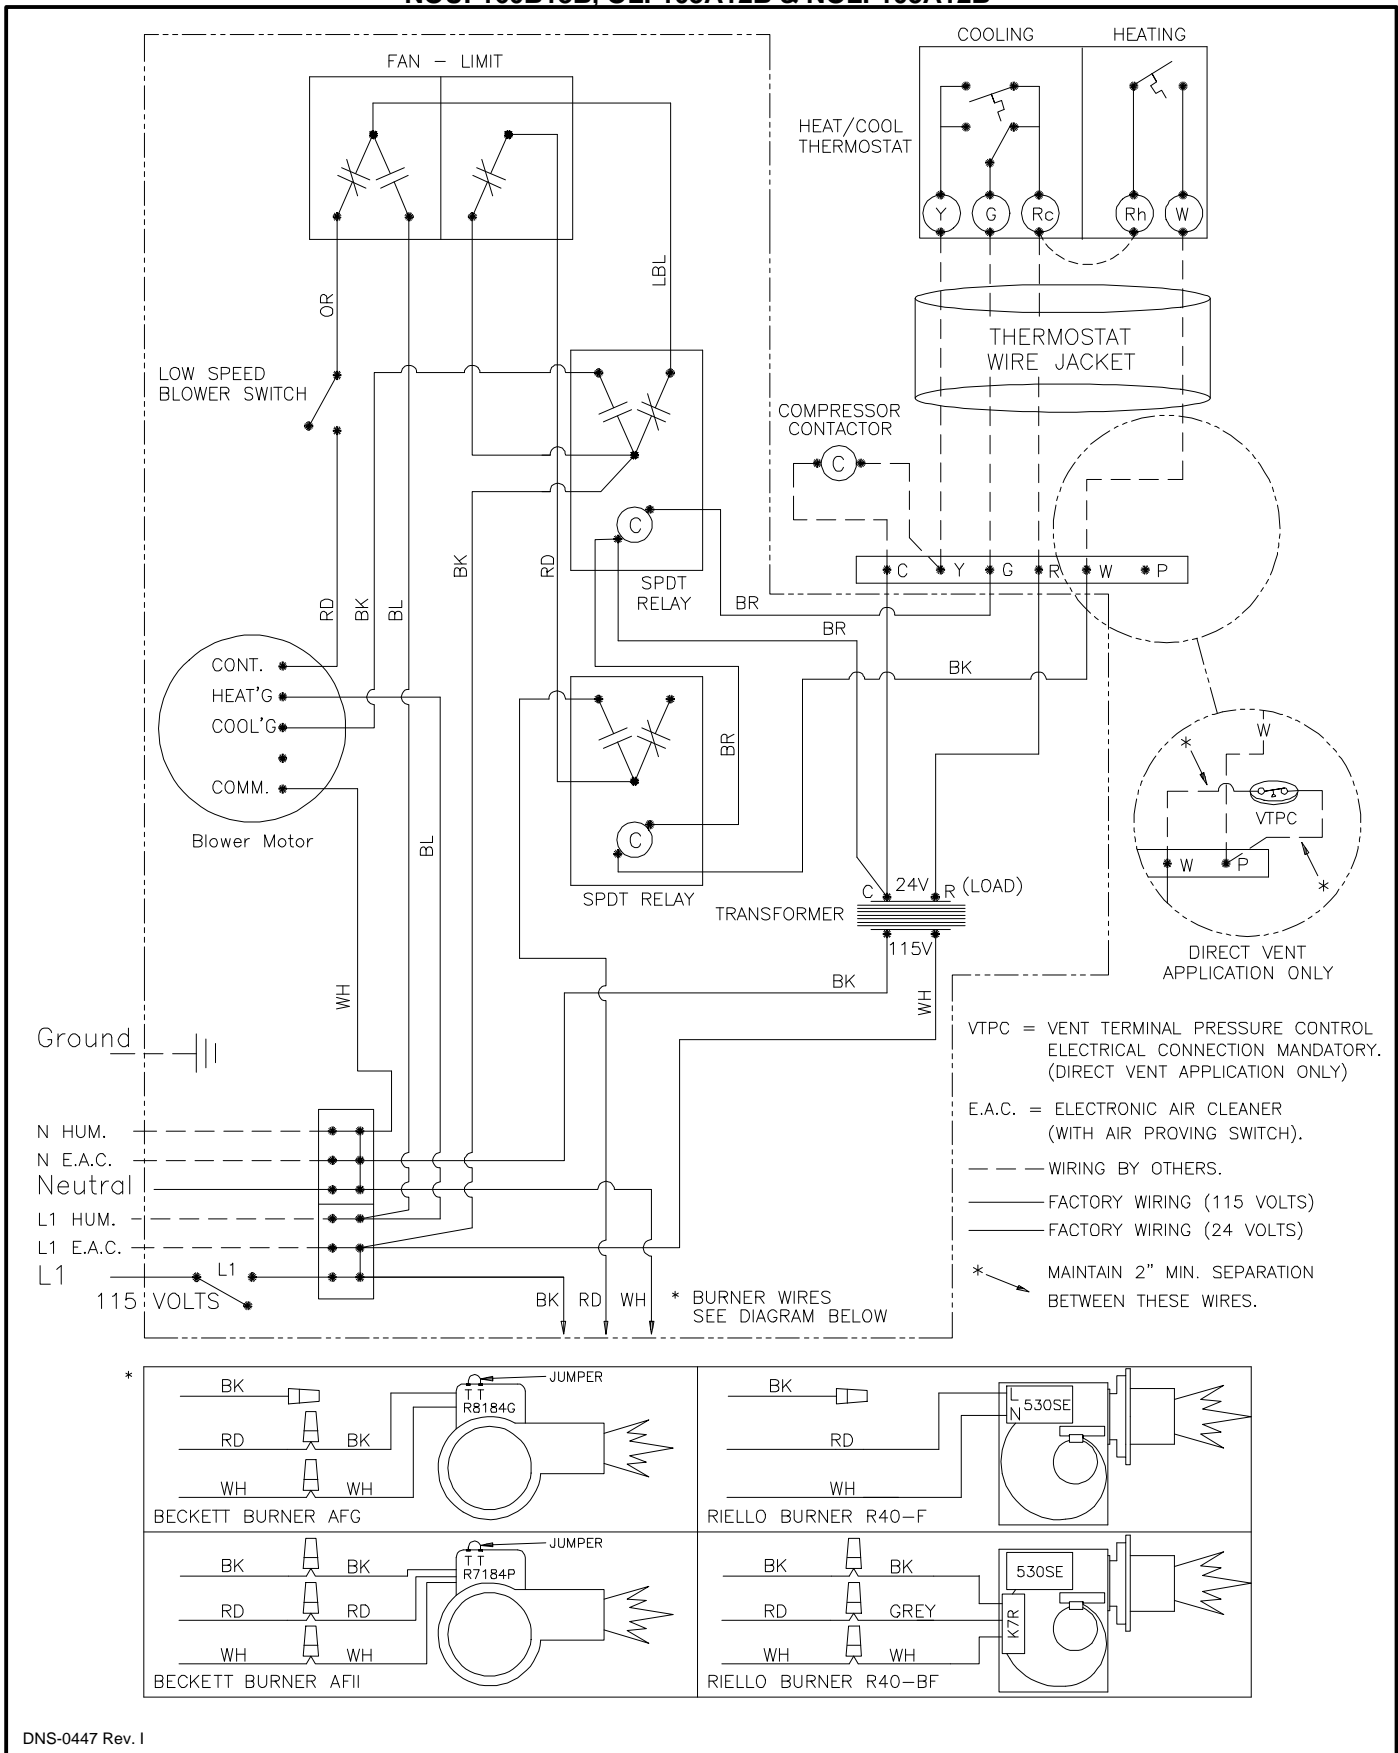 FAN – LIMIT
COOLING HEATING
HEAT/COOL
THERMOSTAT
Y G Rc Rh W
OR
LBL
THERMOSTAT
WIRE JACKET
LOW SPEED
BLOWER SWITCH
COMPRESSOR
CONTACTOR
C
C
BK
RD
C Y G R W P
SPDT
RELAY
RD
BK
BL
BR
BR
BK
CONT.
HEAT'G
COOL'G
COMM.
Blower Motor
BR
BL
C
SPDT RELAY
W
*
VTPC
W P
*
DIRECT VENT
APPLICATION ONLY
C 24V R (LOAD)
TRANSFORMER
115V
BK
WH
WH
Ground
VTPC = VENT TERMINAL PRESSURE CONTROL
ELECTRICAL CONNECTION MANDATORY.
(DIRECT VENT APPLICATION ONLY)
E.A.C. = ELECTRONIC AIR CLEANER
(WITH AIR PROVING SWITCH).
WIRING BY OTHERS.
FACTORY WIRING (115 VOLTS)
FACTORY WIRING (24 VOLTS)
* MAINTAIN 2" MIN. SEPARATION
BETWEEN THESE WIRES.
N HUM.
N E.A.C.
Neutral
L1 HUM.
L1 E.A.C.
L1
L1
115 VOLTS
BK RD WH
* BURNER WIRES
SEE DIAGRAM BELOW
*
BK
JUMPER
T T
R8184G
RD BK
WH WH
BECKETT BURNER AFG
BK
L
N
530SE
RD
WH
RIELLO BURNER R40–F
JUMPER
T T
R7184P
BK BK
RD RD
WH WH
BECKETT BURNER AFII
BK BK
530SE
RD GREY
K7R
WH WH
RIELLO BURNER R40–BF
DNS-0447 Rev. I